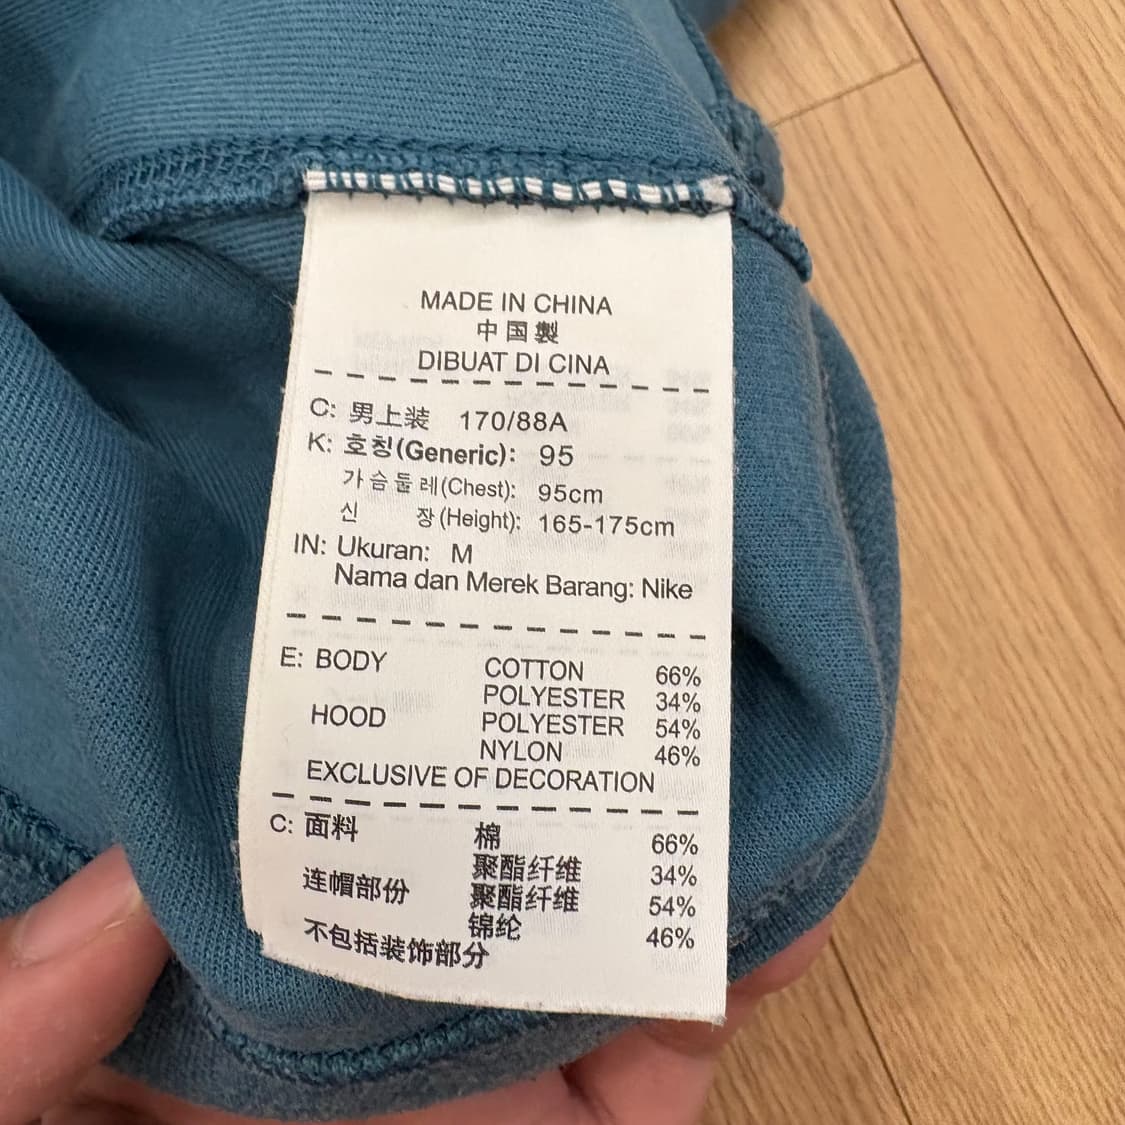 MADE IN CHINA
中国製
DIBUAT DI CINA
C: 男上装 170/88A
K: 호칭(Generic): 95
가슴둘레(Chest): 95cm
신 장(Height): 165-175cm
IN: Ukuran: M
Nama dan Merek Barang: Nike
E: BODY COTTON 66%
POLYESTER 34%
HOOD POLYESTER 54%
NYLON 46%
EXCLUSIVE OF DECORATION
C: 面料 棉 66%
聚酯纤维 34%
连帽部份 聚酯纤维 54%
锦纶 46%
不包括装饰部分